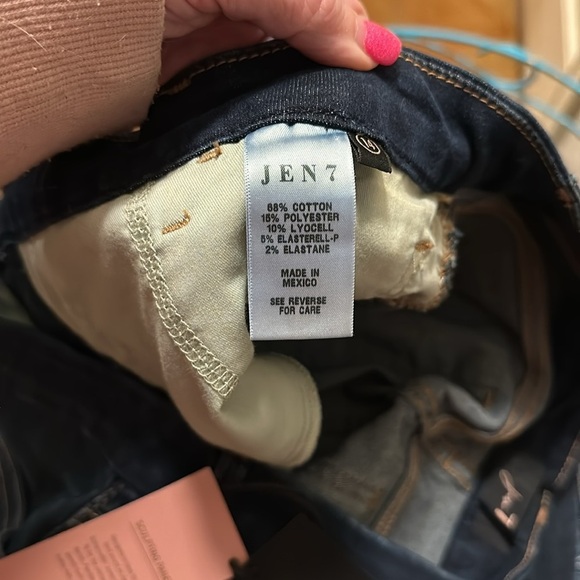 JEN7
68% COTTON
15% POLYESTER
10% LYOCELL
5% ELASTERELL-P
2% ELASTANE
MADE IN
MEXICO
SEE REVERSE
FOR CARE